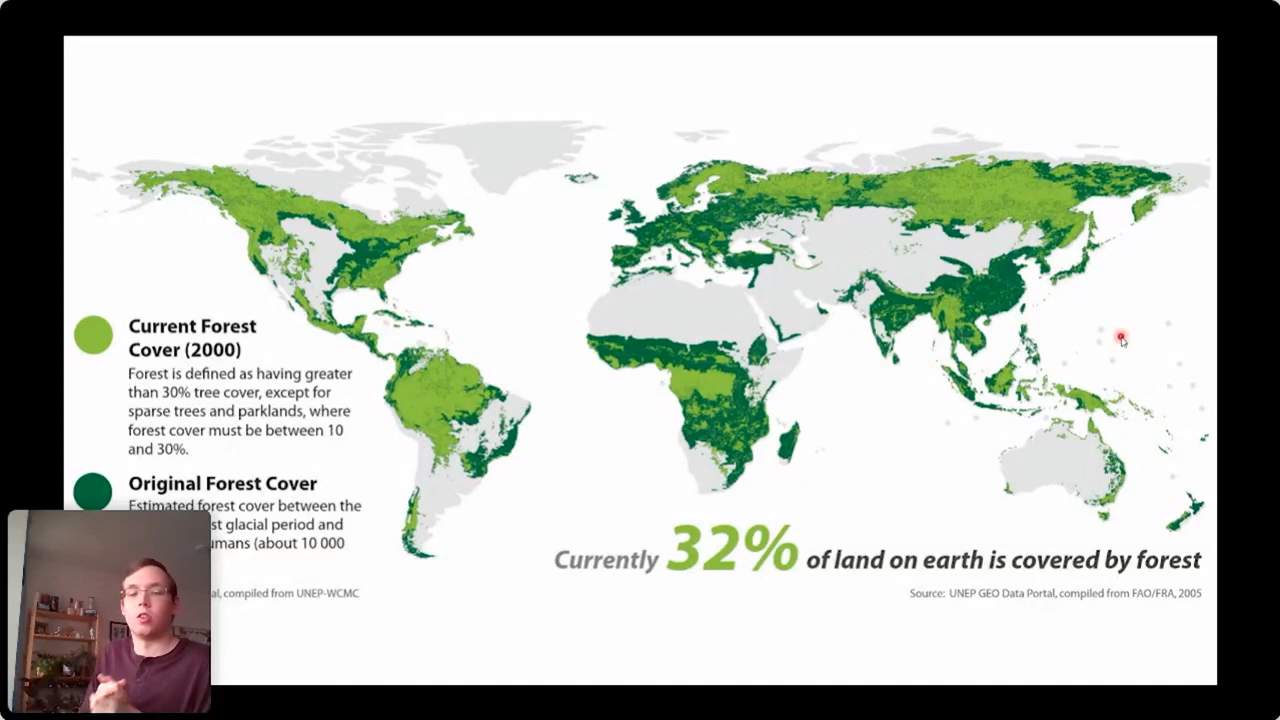 Current Forest
Cover (2000)
Forest is defined as having greater
than 30% tree cover, except for
sparse trees and parklands, where
forest cover must be between 10
and 30%.
Original Forest Cover
Estimated forest cover between the
glacial period and
(about 10 000
compiled from UNEP-WCMC
Currently 32% of land on earth is covered by forest
Source: UNEP GEO Data Portal, compiled from FAO/FRA, 2005